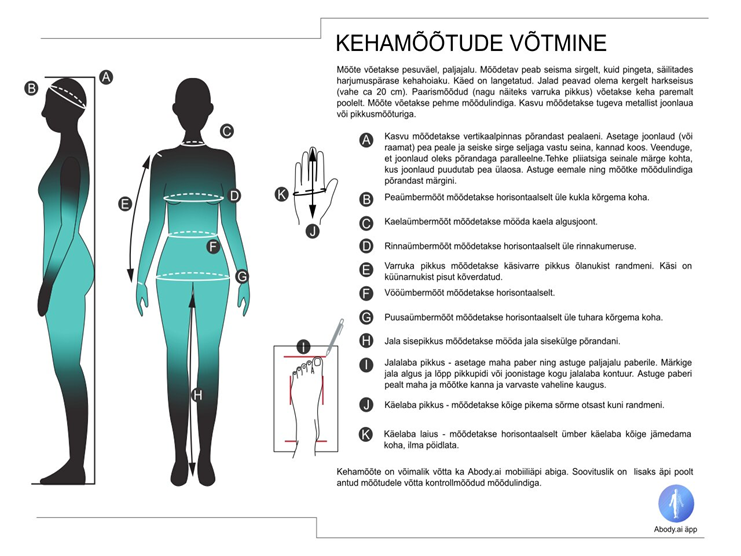 KEHAMÕÕTUDE VÕTMINE
Mõõte võetakse pesuväel, paljajalu. Mõõdetav peab seisma sirgelt, kuid pingeta, säilitades
harjumuspärase kehahoiaku. Käed on langetatud. Jalad peavad olema kergelt harkseisus
(vahe ca 20 cm). Paarismõõdud (nagu näiteks varruka pikkus) võetakse keha paremalt
poolelt. Mõõte võetakse pehme mõõdulindiga. Kasvu mõõdetakse tugeva metallist joonlaua
või pikkusmõõturiga.
A Kasvu mõõdetakse vertikaalpinnas põrandast pealaeni. Asetage joonlaud (või
raamat) pea peale ja seiske sirge seljaga vastu seina, kannad koos. Veenduge,
et joonlaud oleks põrandaga paralleelne.Tehke pliiatsiga seinale märge kohta,
kus joonlaud puudutab pea ülaosa. Astuge eemale ning mõõtke mõõdulindiga
põrandast märgini.
B Peaümbermõõt mõõdetakse horisontaalselt üle kukla kõrgema koha.
C Kaelaümbermõõt mõõdetakse mööda kaela algusjoont.
D Rinnaümbermõõt mõõdetakse horisontaalselt üle rinnakumeruse.
E Varruka pikkus mõõdetakse käsivarre pikkus õlanukist randmeni. Käsi on
küünarnukist pisut kõverdatud.
F Vööümbermõõt mõõdetakse horisontaalselt.
G Puusaümbermõõt mõõdetakse horisontaalselt üle tuhara kõrgema koha.
H Jala sisepikkus mõõdetakse mööda jala sisekülge põrandani.
I Jalalaba pikkus - asetage maha paber ning astuge paljajalu paberile. Märkige
jala algus ja lõpp pikkupidi või joonistage kogu jalalaba kontuur. Astuge paberi
pealt maha ja mõõtke kanna ja varvaste vaheline kaugus.
J Käelaba pikkus - mõõdetakse kõige pikema sõrme otsast kuni randmeni.
K Käelaba laius - mõõdetakse horisontaalselt ümber käelaba kõige jämedama
koha, ilma pöidlata.
Kehamõõte on võimalik võtta ka Abody.ai mobiiliäpi abiga. Soovituslik on lisaks äpi poolt
antud mõõtudele võtta kontrollmõõdud mõõdulindiga.
Abody.ai äpp
A
B
C
D
E
F
G
H
K
J
i